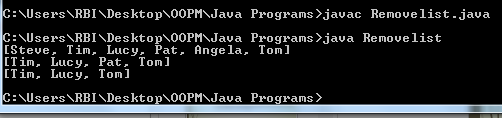 C:\Users\RBI\Desktop\OOPM\Java Programs>javac Removelist.java
C:\Users\RBI\Desktop\OOPM\Java Programs>java Removelist
[Steve, Tim, Lucy, Pat, Angela, Tom]
[Tim, Lucy, Pat, Tom]
[Tim, Lucy, Tom]
C:\Users\RBI\Desktop\OOPM\Java Programs>